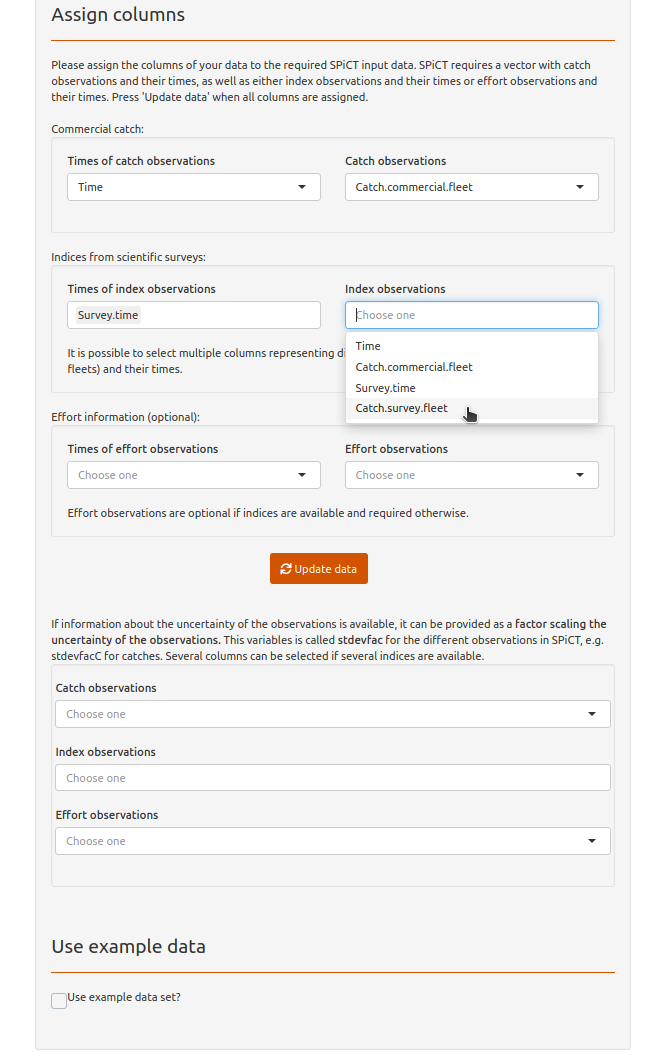 Assign columns
Please assign the columns of your data to the required SPiCT input data. SPiCT requires a vector with catch
observations and their times, as well as either index observations and their times or effort observations and
their times. Press 'Update data' when all columns are assigned.
Commercial catch:
Times of catch observations
Catch observations
Time
Catch.commercial.fleet
Indices from scientific surveys:
Times of index observations
Index observations
Survey.time
Choose one
Time
It is possible to select multiple columns representing
fleets) and their times.
Catch.commercial.fleet
Survey.time
Catch.survey.fleet
Effort information (optional):
Times of effort observations
Effort observations
Choose one
Choose one
Effort observations are optional if indices are available and required otherwise.
Update data
If information about the uncertainty of the observations is available, it can be provided as a factor scaling the
uncertainty of the observations. This variables is called stdevfac for the different observations in SPiCT, e.g.
stdevfacC for catches. Several columns can be selected if several indices are available.
Catch observations
Choose one
Index observations
Choose one
Effort observations
Choose one
Use example data
Use example data set?